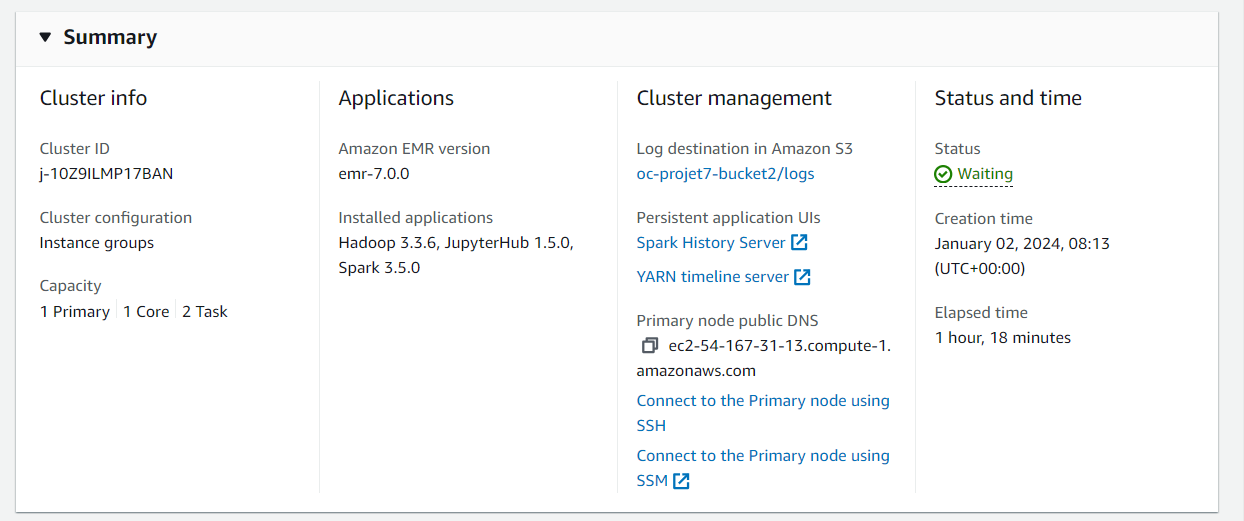 Summary
Cluster info
Cluster ID
j-10Z9ILMP17BAN
Cluster configuration
Instance groups
Capacity
1 Primary 1 Core 2 Task
Applications
Amazon EMR version
emr-7.0.0
Installed applications
Hadoop 3.3.6, JupyterHub 1.5.0,
Spark 3.5.0
Cluster management
Log destination in Amazon S3
oc-projet7-bucket2/logs
Persistent application UIs
Spark History Server
YARN timeline server
Primary node public DNS
ec2-54-167-31-13.compute-1.
amazonaws.com
Connect to the Primary node using
SSH
Connect to the Primary node using
SSM
Status and time
Status
Waiting
Creation time
January 02, 2024, 08:13
(UTC+00:00)
Elapsed time
1 hour, 18 minutes